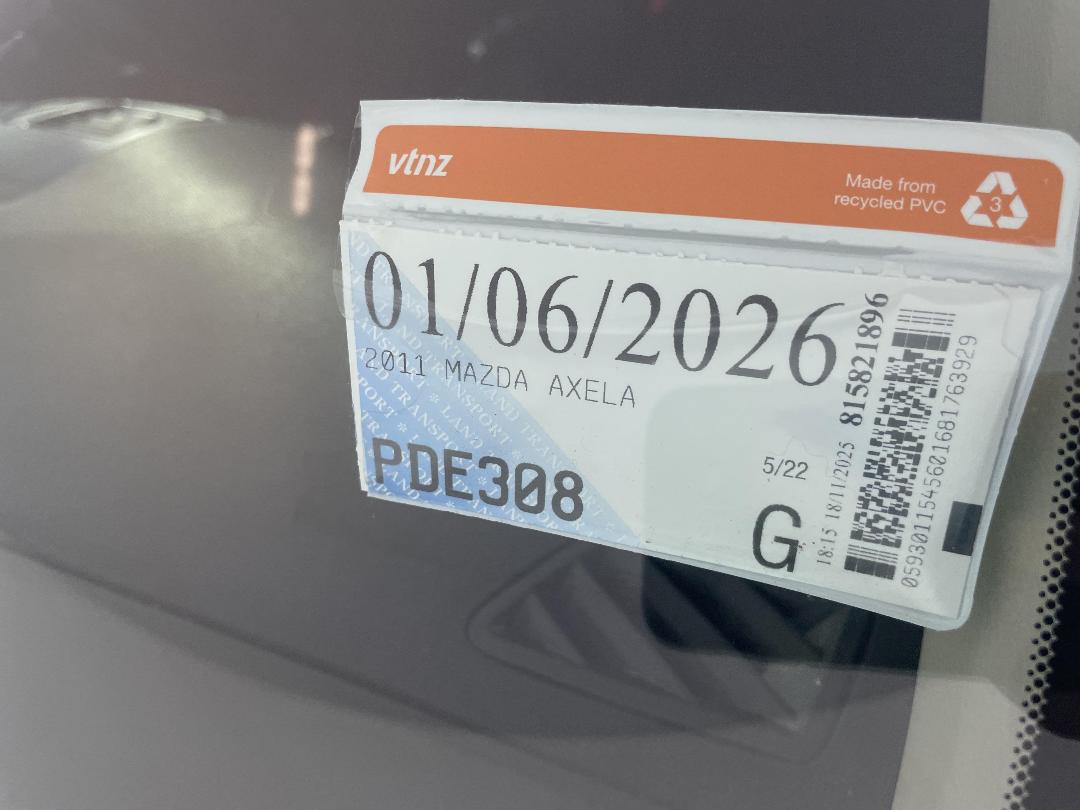 vtnz
Made from
recycled PVC
3
01/06/2026
2011 MAZDA AXELA
PDE308
5/22
G
18:15 18/11/2025 815821896
0593011545601681763929